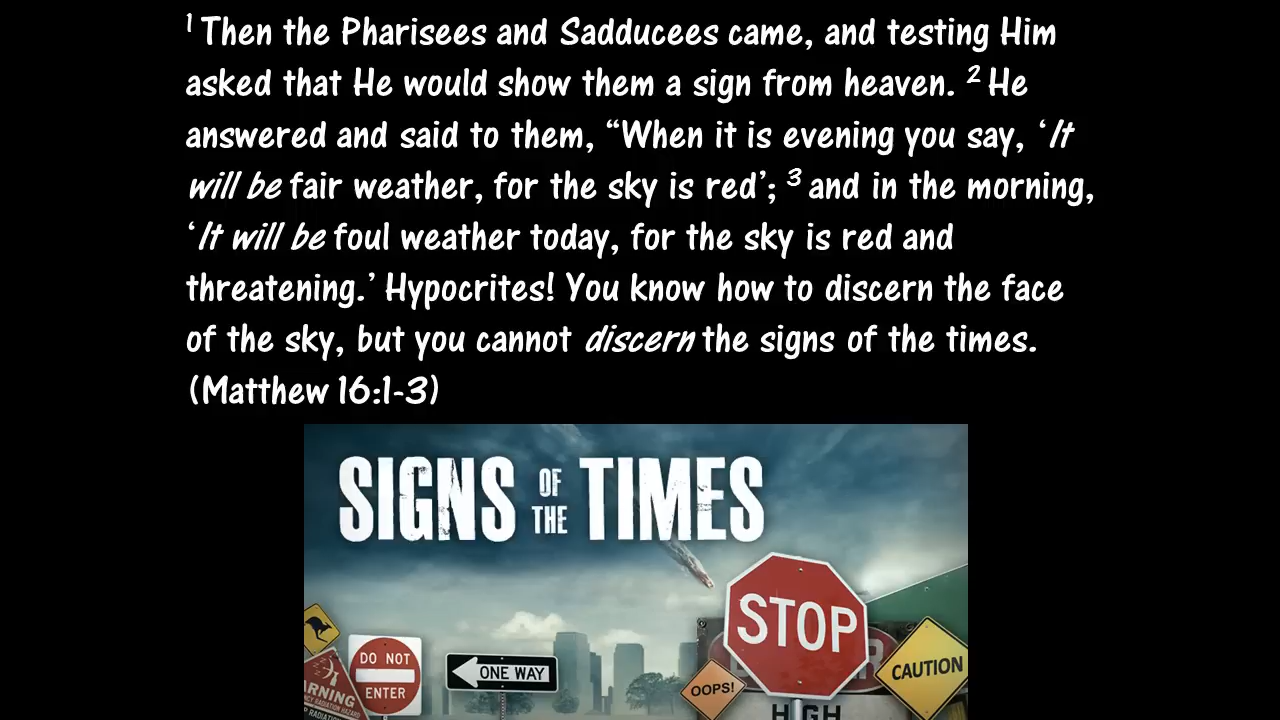 ¹ Then the Pharisees and Sadducees came, and testing Him
asked that He would show them a sign from heaven. ² He
answered and said to them, “When it is evening you say, ‘It
will be fair weather, for the sky is red’; ³ and in the morning,
‘It will be foul weather today, for the sky is red and
threatening.’ Hypocrites! You know how to discern the face
of the sky, but you cannot discern the signs of the times.
(Matthew 16:1-3)
SIGNS OF THE TIMES
STOP
DO NOT
ENTER
ONE WAY
OOPS!
CAUTION
HIGH